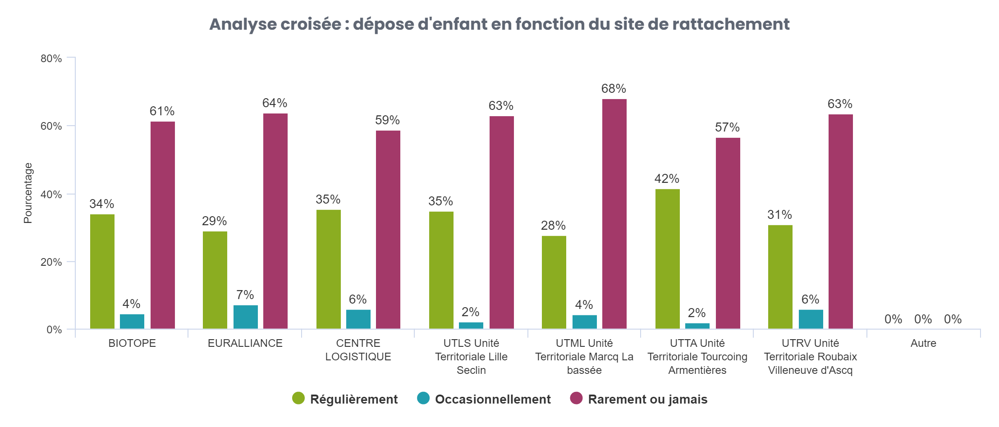 Analyse croisée : dépose d'enfant en fonction du site de rattachement
80%
60%
40%
20%
0%
Pourcentage
34%
4%
61%
29%
7%
64%
35%
6%
59%
35%
2%
63%
28%
4%
68%
42%
2%
57%
31%
6%
63%
0%
0%
0%
BIOTOPE
EURALLIANCE
CENTRE
LOGISTIQUE
UTLS Unité
Territoriale Lille
Seclin
UTML Unité
Territoriale Marcq La
bassée
UTTA Unité
Territoriale Tourcoing
Armentières
UTRV Unité
Territoriale Roubaix
Villeneuve d'Ascq
Autre
Régulièrement
Occasionnellement
Rarement ou jamais